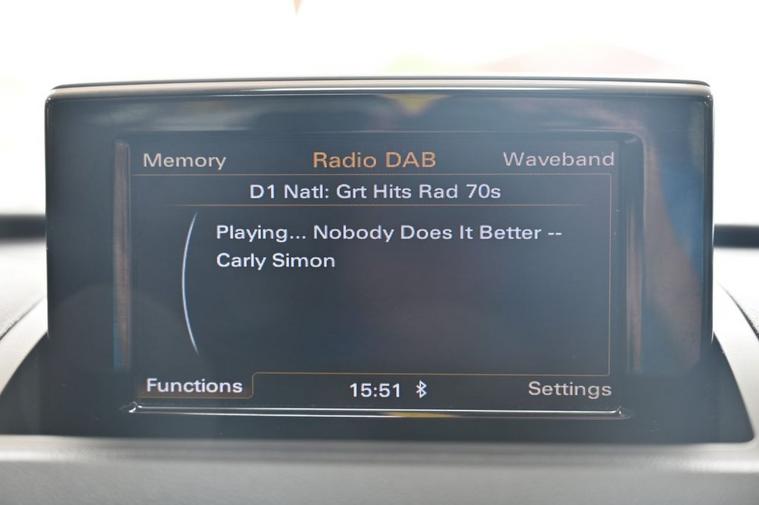 Memory Radio DAB Waveband
D1 Natl: Grt Hits Rad 70s
Playing... Nobody Does It Better --
Carly Simon
Functions 15:51 Settings